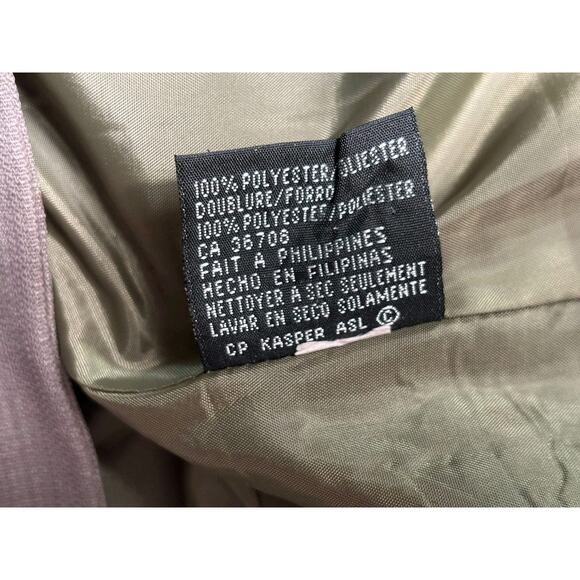 100% POLYESTER/POLIESTER
DOUBLURE/FORRO
100% POLYESTER/POLIESTER
CA 36708
FAIT A PHILIPPINES
HECHO EN FILIPINAS
NETTOYER A SEC SEULEMENT
LAVAR EN SECO SOLAMENTE
CP KASPER ASL ©